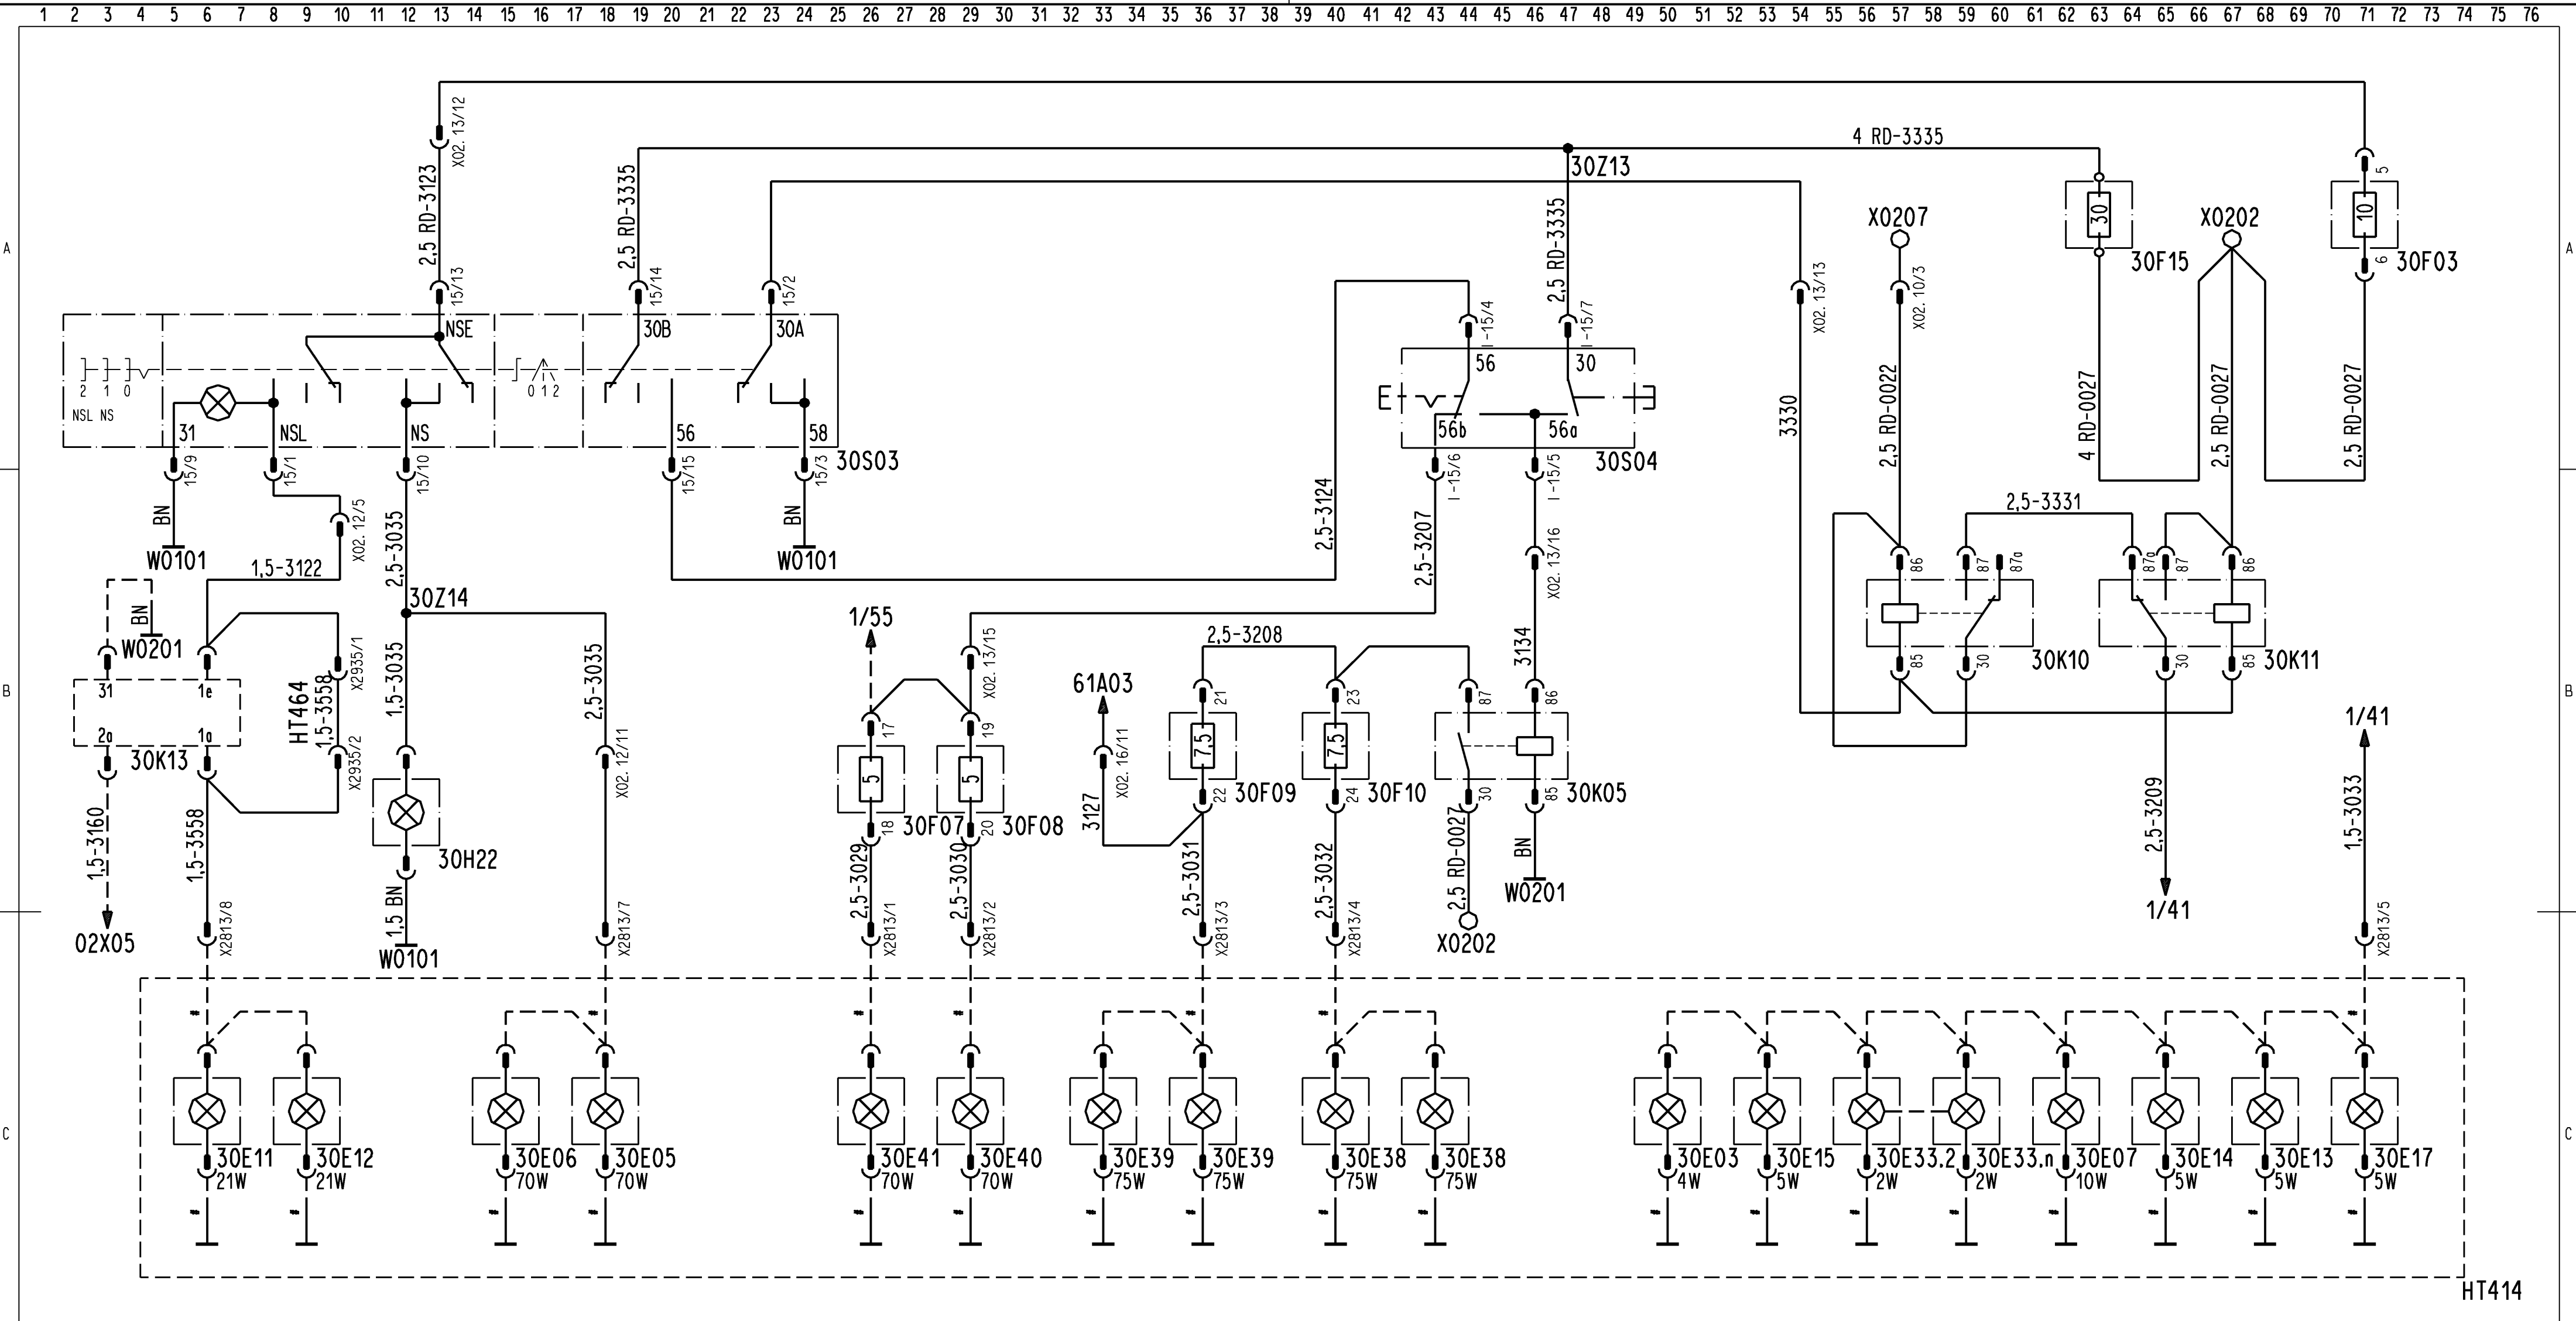 1 2 3 4 5 6 7 8 9 10 11 12 13 14 15 16 17 18 19 20 21 22 23 24 25 26 27 28 29 30 31 32 33 34 35 36 37 38 39 40 41 42 43 44 45 46 47 48 49 50 51 52 53 54 55 56 57 58 59 60 61 62 63 64 65 66 67 68 69 70 71 72 73 74 75 76
X02. 13/12
4 RD-3335
30Z13
2,5 RD-3123
2,5 RD-3335
2,5 RD-3335
X0207
30
X0202
10
5
6
A
A
30F15
30F03
15/13
15/14
15/2
X02. 13/13
X02. 10/3
I-15/4
I-15/7
NSE
30B
30A
56
30
2 1 0
0 1 2
NSL NS
31
NSL
NS
56
58
56b
56a
30S03
30S04
15/9
15/1
15/10
15/15
15/3
I-15/6
I-15/5
3330
2,5 RD-0022
4 RD-0027
2,5 RD-0027
2,5 RD-0027
BN
W0101
X02. 12/5
2,5-3035
BN
W0101
2,5-3124
2,5-3207
X02. 13/16
2,5-3331
86
87
87a
87a
87
86
1,5-3122
30Z14
BN
W0201
1/55
2,5-3208
3134
X02. 13/15
85
30
30K10
30
85
30K11
X2935/1
31
1e
2a
1a
30K13
HT464
1,5-3558
X2935/2
1,5-3035
2,5-3035
X02. 12/11
61A03
X02. 16/11
3127
17
19
21
23
87
86
B
B
5
5
7,5
7,5
30F07
30F08
30F09
30F10
30K05
18
20
22
24
30
85
1/41
1,5-3033
2,5-3209
1/41
1,5-3160
02X05
1,5-3558
30H22
1,5 BN
W0101
2,5-3029
2,5-3030
2,5-3031
2,5-3032
2,5 RD-0027
X0202
BN
W0201
X2813/8
X2813/7
X2813/1
X2813/2
X2813/3
X2813/4
X2813/5
C
C
30E11
21W
30E12
21W
30E06
70W
30E05
70W
30E41
70W
30E40
70W
30E39
75W
30E39
75W
30E38
75W
30E38
75W
30E03
4W
30E15
5W
30E33.2
2W
30E33.n
2W
30E07
10W
30E14
5W
30E13
5W
30E17
5W
HT414